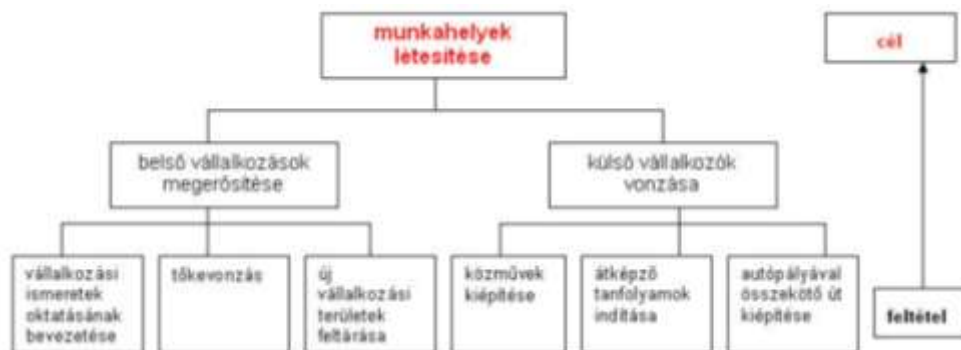 munkahelyek
létesítése
cél
belső vállalkozások
megerősítése
külső vállalkozók
vonzása
vállalkozási
ismeretek
oktatásának
bevezetése
tőkevonzás
új
vállalkozási
területek
feltárása
közművek
kiépítése
átképző
tanfolyamok
indítása
autópályával
összekötő út
kiépítése
feltétel